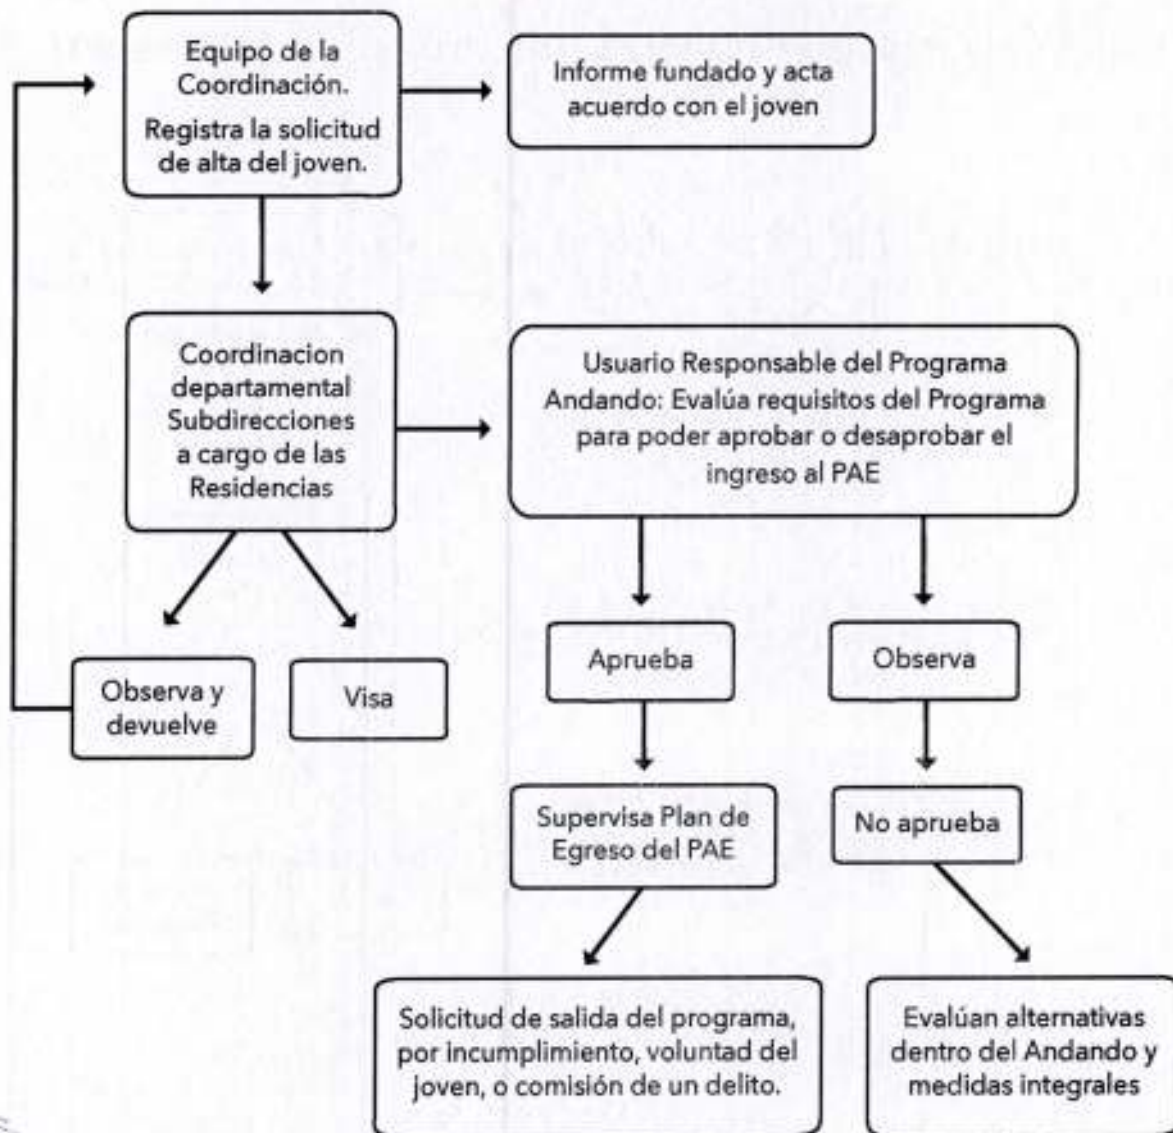 Equipo de la
Coordinación.
Registra la solicitud
de alta del joven.
Informe fundado y acta
acuerdo con el joven
Coordinacion
departamental
Subdirecciones
a cargo de las
Residencias
Usuario Responsable del Programa
Andando: Evalúa requisitos del Programa
para poder aprobar o desaprobar el
ingreso al PAE
Observa y
devuelve
Visa
Aprueba
Observa
Supervisa Plan de
Egreso del PAE
No aprueba
Solicitud de salida del programa,
por incumplimiento, voluntad del
joven, o comisión de un delito.
Evalúan alternativas
dentro del Andando y
medidas integrales